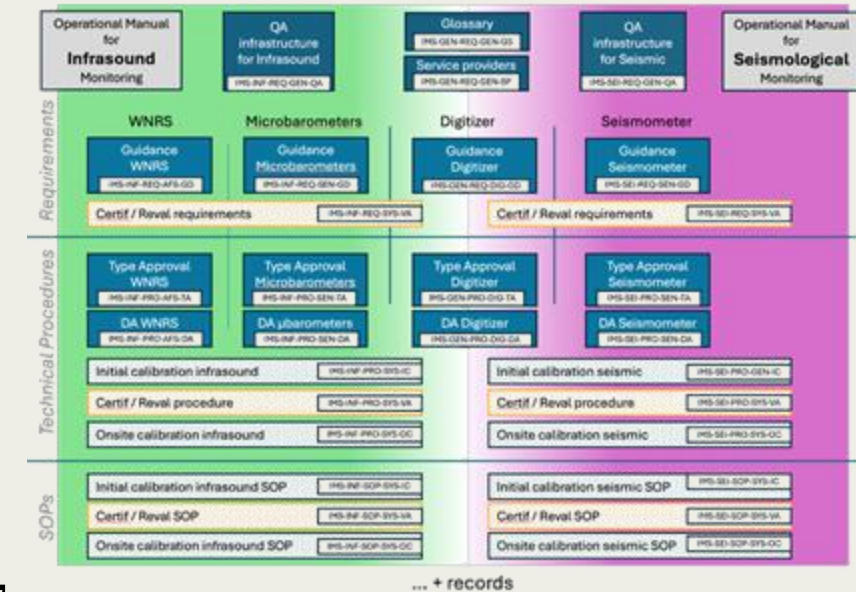 Operational Manual
for
Infrasound
Monitoring
QA
infrastructure
for Infrasound
IMS-INF-REQ-GEN-QA
Glossary
IMS-GEN-REQ-GEN-GS
Service providers
IMS-GEN-REQ-GEN-SP
QA
infrastructure
for Seismic
IMS-SEI-REQ-GEN-QA
Operational Manual
for
Seismological
Monitoring
Requirements
WNRS
Microbarometers
Digitizer
Seismometer
Guidance
WNRS
IMS-INF-REQ-AFS-GD
Guidance
Microbarometers
IMS-INF-REQ-SEN-GD
Guidance
Digitizer
IMS-GEN-REQ-DIG-GD
Guidance
Seismometer
IMS-SEI-REQ-SEN-GD
Certif / Reval requirements
IMS-INF-REQ-SYS-VA
Certif / Reval requirements
IMS-SEI-REQ-SYS-VA
Technical Procedures
Type Approval
WNRS
IMS-INF-PRO-AFS-TA
Type Approval
Microbarometers
IMS-INF-PRO-SEN-TA
Type Approval
Digitizer
IMS-GEN-PRO-DIG-TA
Type Approval
Seismometer
IMS-SEI-PRO-SEN-TA
DA WNRS
IMS-INF-PRO-AFS-DA
DA µbarometers
IMS-INF-PRO-SEN-DA
DA Digitizer
IMS-GEN-PRO-DIG-DA
DA Seismometer
IMS-SEI-PRO-SEN-DA
Initial calibration infrasound
IMS-INF-PRO-SYS-IC
Initial calibration seismic
IMS-SEI-PRO-GEN-IC
Certif / Reval procedure
IMS-INF-PRO-SYS-VA
Certif / Reval procedure
IMS-SEI-PRO-SYS-VA
Onsite calibration infrasound
IMS-INF-PRO-SYS-OC
Onsite calibration seismic
IMS-SEI-PRO-SYS-OC
SOPs
Initial calibration infrasound SOP
IMS-INF-SOP-SYS-IC
Initial calibration seismic SOP
IMS-SEI-SOP-SYS-IC
Certif / Reval SOP
IMS-INF-SOP-SYS-VA
Certif / Reval SOP
IMS-SEI-SOP-SYS-VA
Onsite calibration infrasound SOP
IMS-INF-SOP-SYS-OC
Onsite calibration seismic SOP
IMS-SEI-SOP-SYS-OC
... + records